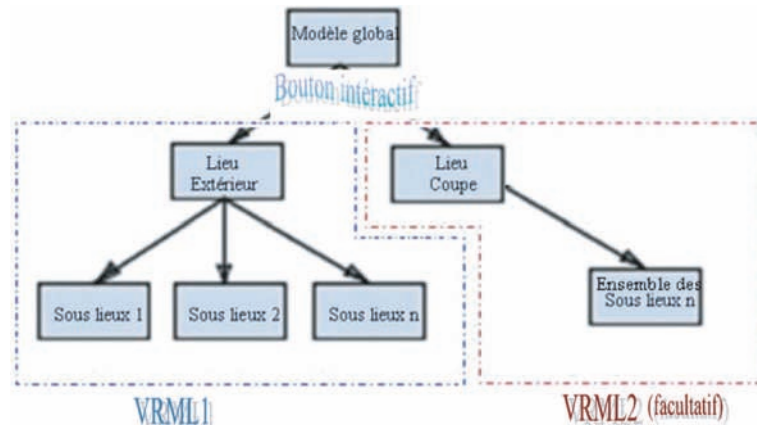 Modèle global
Bouton intéractif
Lieu
Extérieur
Lieu
Coupe
Sous lieux 1
Sous lieux 2
Sous lieux n
Ensemble des
Sous lieux n
VRML1
VRML2 (facultatif)